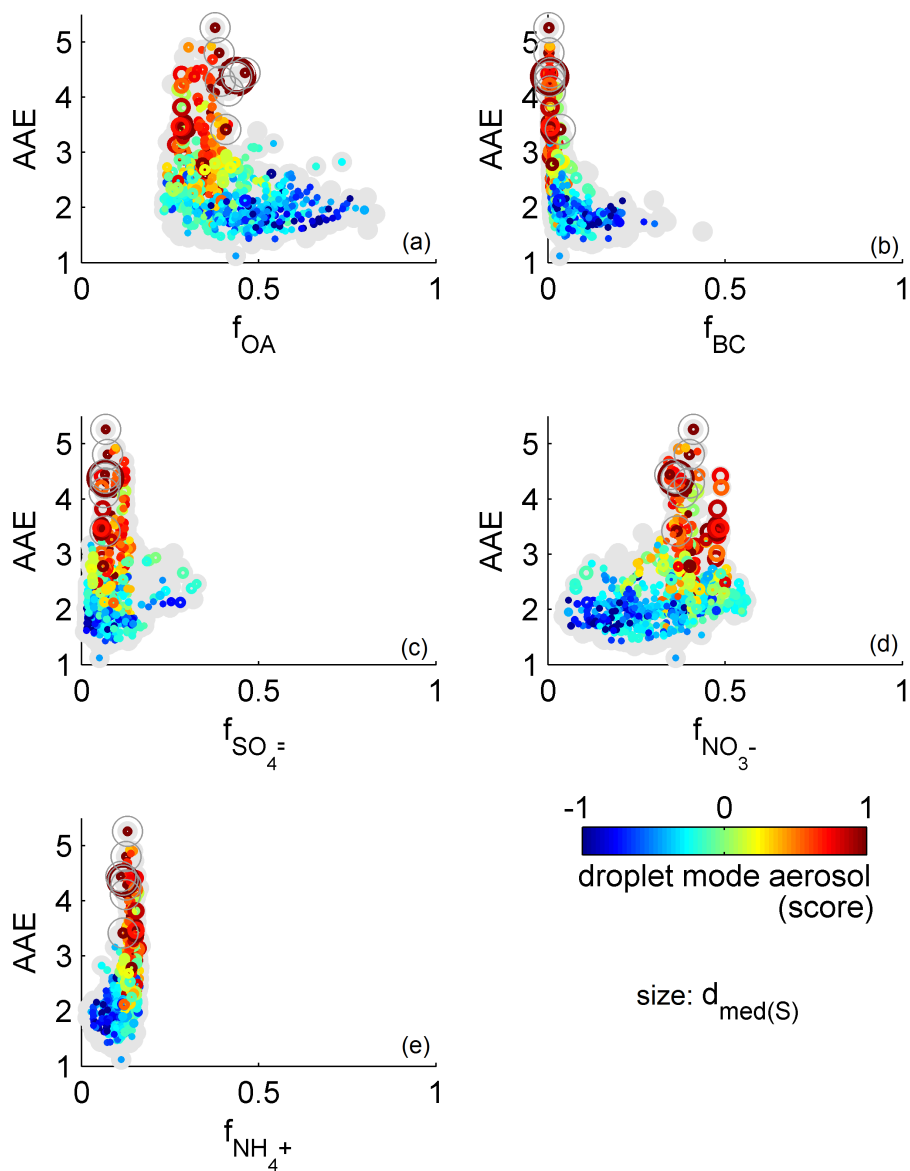 5
4
3
2
1
AAE
(a)
0 0.5 1
f_OA
5
4
3
2
1
AAE
(b)
0 0.5 1
f_BC
5
4
3
2
1
AAE
(c)
0 0.5 1
f_SO_4=
5
4
3
2
1
AAE
(d)
0 0.5 1
f_NO_3-
-1 0 1
droplet mode aerosol
(score)
5
4
3
2
1
AAE
(e)
0 0.5 1
f_NH_4+
size: d_med(S)